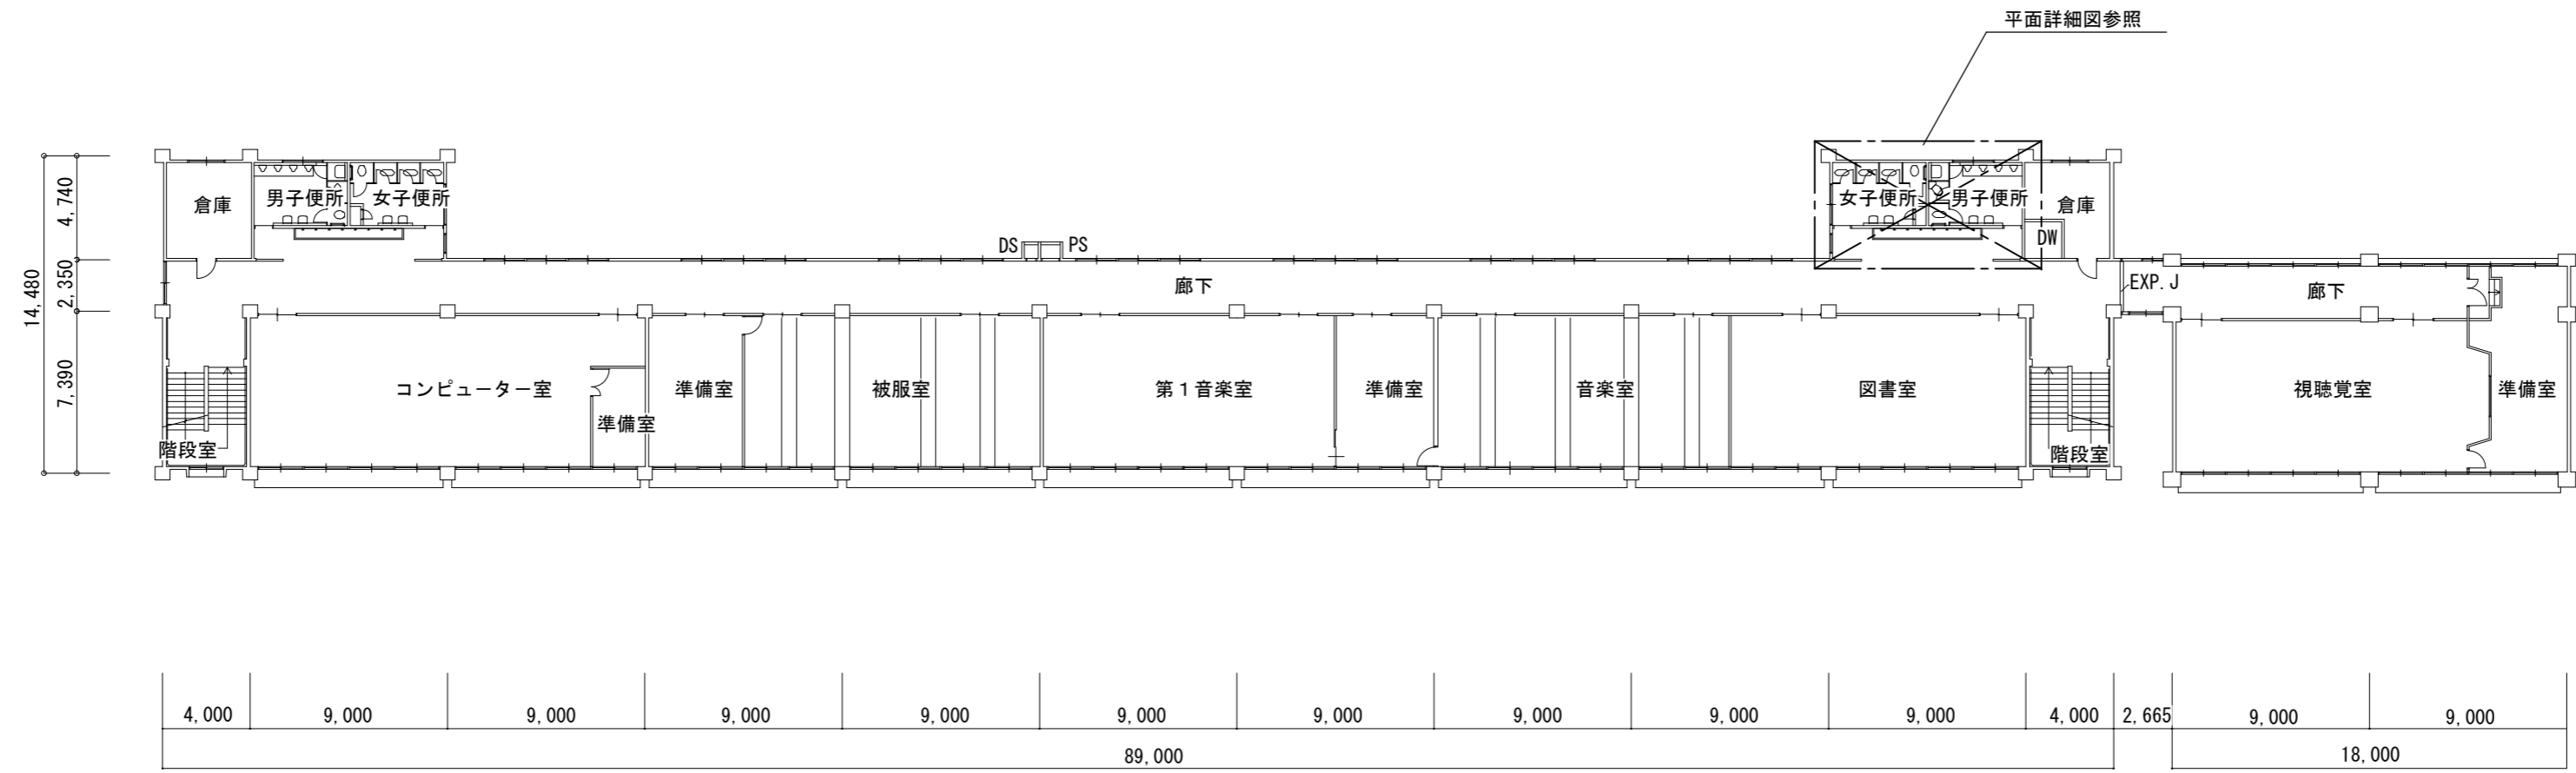 平面詳細図参照
男子便所
女子便所
倉庫
女子便所
男子便所
倉庫
DS
PS
DW
廊下
EXP. J
廊下
コンピューター室
準備室
準備室
被服室
第1音楽室
準備室
音楽室
図書室
視聴覚室
準備室
階段室
階段室
14,480
4,740
2,350
7,390
4,000
9,000
9,000
9,000
9,000
9,000
9,000
9,000
9,000
9,000
4,000
2,665
9,000
9,000
89,000
18,000